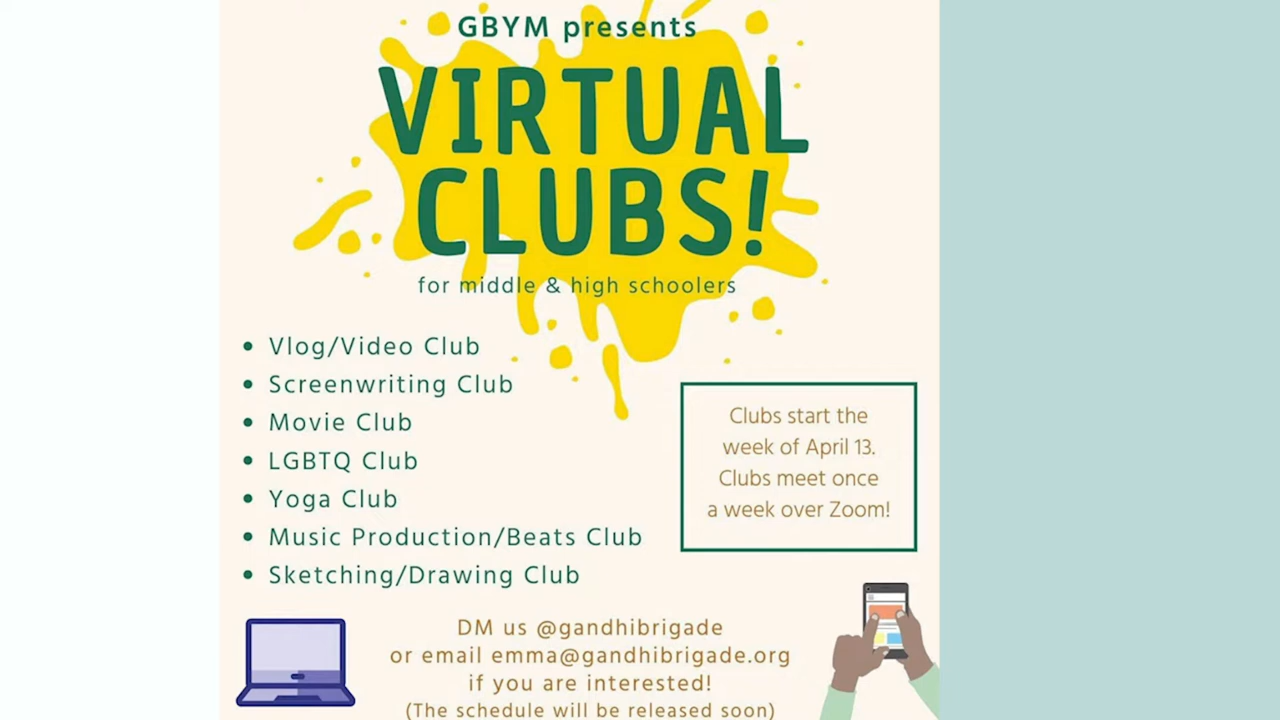 GBYM presents
VIRTUAL
CLUBS!
for middle & high schoolers
• Vlog/Video Club
• Screenwriting Club
• Movie Club
• LGBTQ Club
• Yoga Club
• Music Production/Beats Club
• Sketching/Drawing Club
Clubs start the
week of April 13.
Clubs meet once
a week over Zoom!
DM us @gandhibrigade
or email emma@gandhibrigade.org
if you are interested!
(The schedule will be released soon)